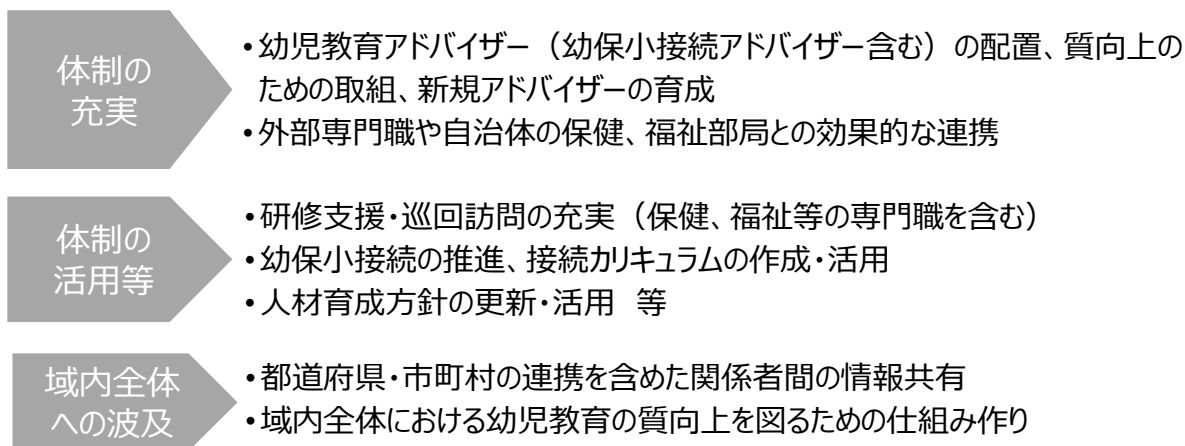 体制の
充実
•幼児教育アドバイザー（幼保小接続アドバイザー含む）の配置、質向上の
ための取組、新規アドバイザーの育成
•外部専門職や自治体の保健、福祉部局との効果的な連携
体制の
活用等
•研修支援・巡回訪問の充実（保健、福祉等の専門職を含む）
•幼保小接続の推進、接続カリキュラムの作成・活用
•人材育成方針の更新・活用　等
域内全体
への波及
•都道府県・市町村の連携を含めた関係者間の情報共有
•域内全体における幼児教育の質向上を図るための仕組み作り